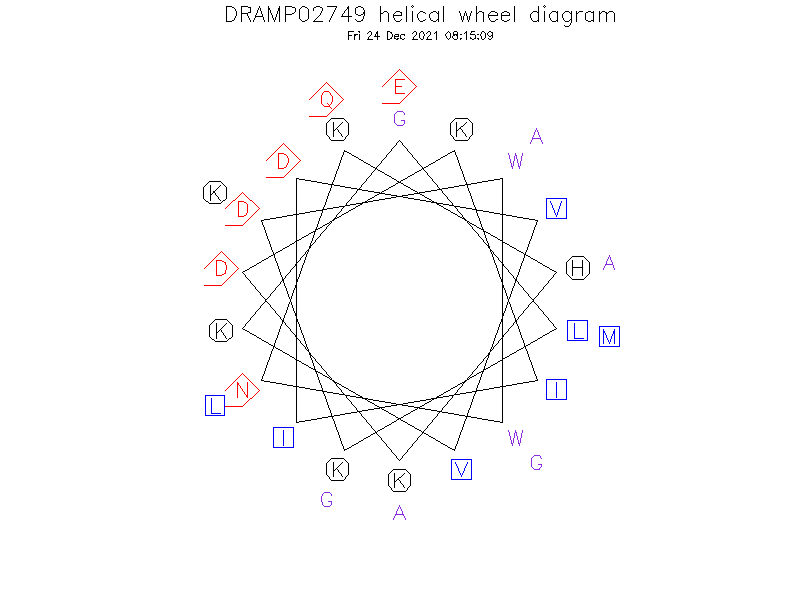 DRAMP02749 helical wheel diagram
Fri 24 Dec 2021 08:15:09
E
Q
G
K
K
A
D
W
K
D
V
D
H
A
K
L
M
N
I
L
I
W
G
K
V
K
G
A